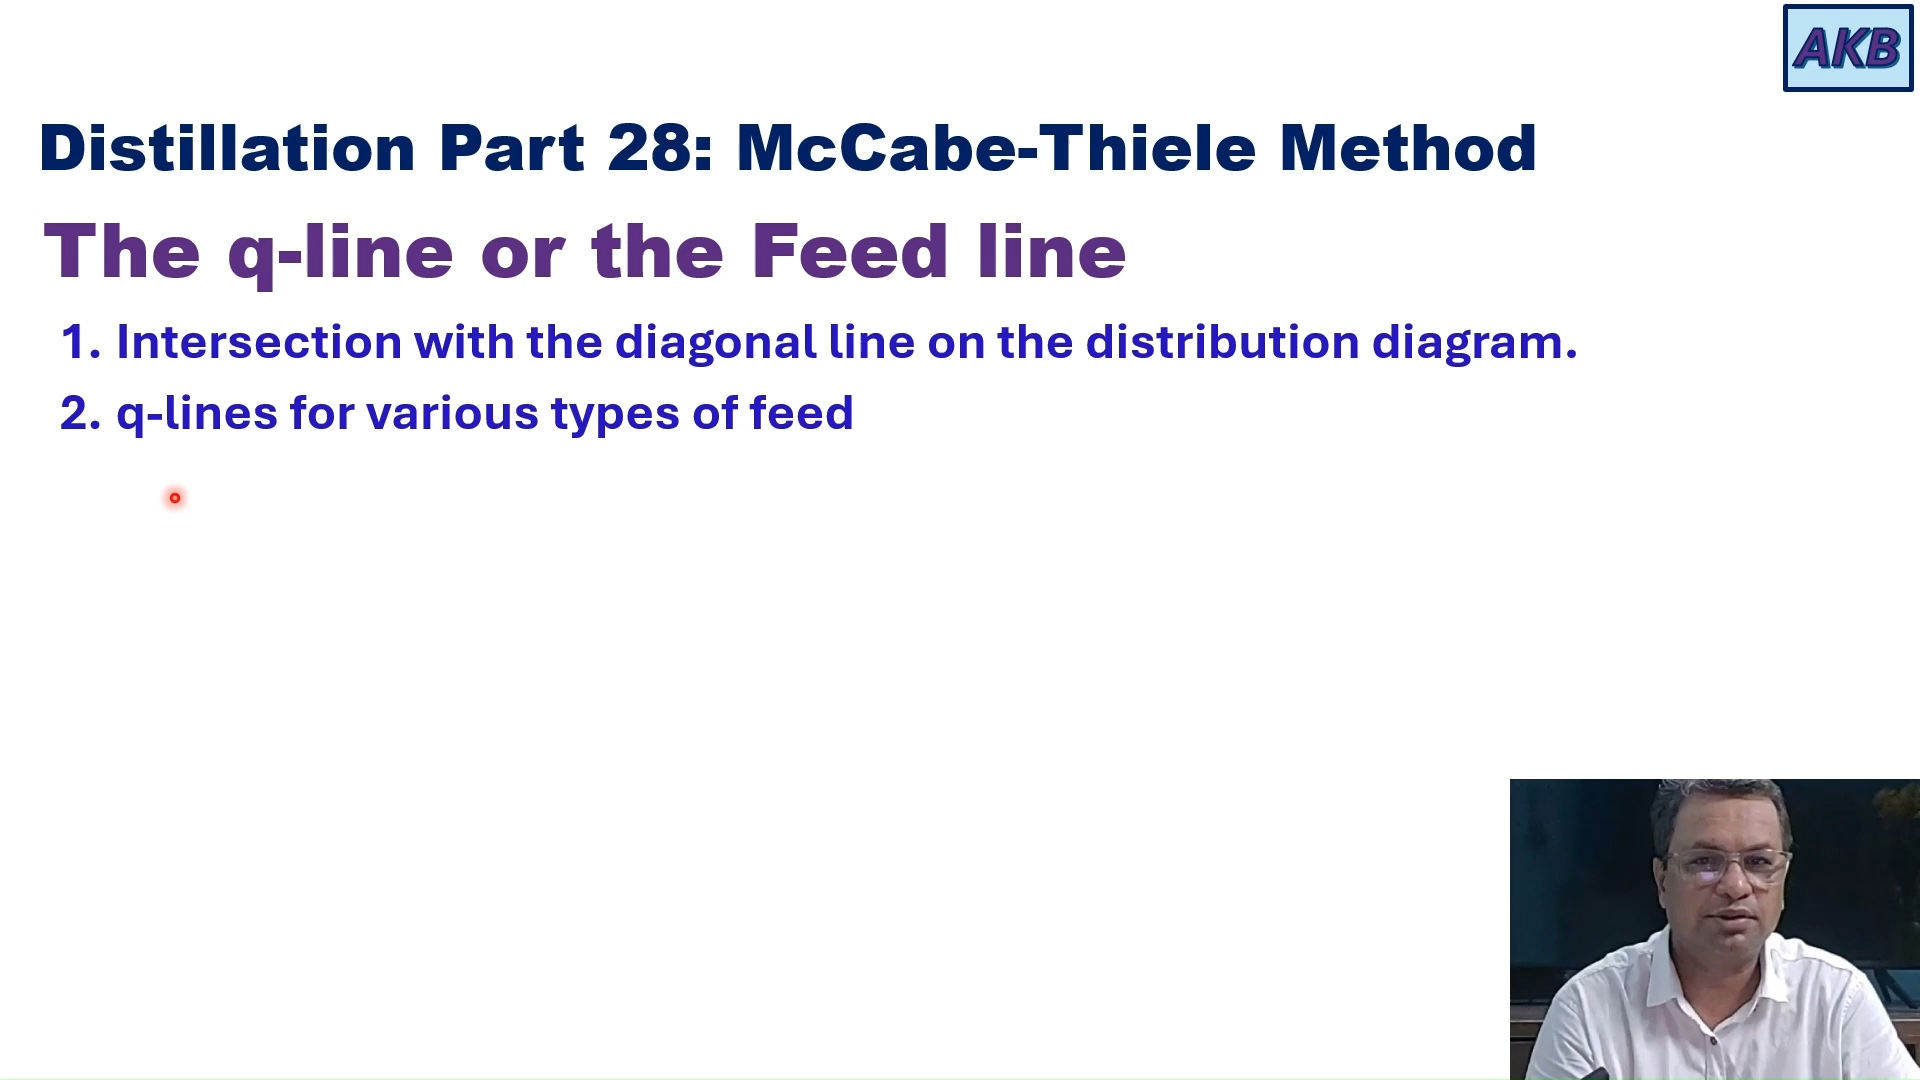 AKB
Distillation Part 28: McCabe-Thiele Method
The q-line or the Feed line
1. Intersection with the diagonal line on the distribution diagram.
2. q-lines for various types of feed